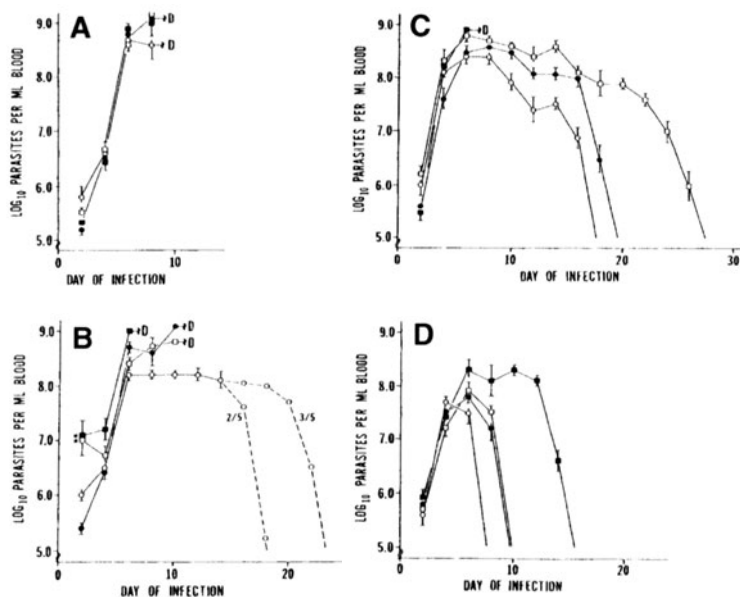 A
LOG₁₀ PARASITES PER ML BLOOD
9.0
8.0
7.0
6.0
5.0
D
D
0
10
DAY OF INFECTION
C
LOG₁₀ PARASITES PER ML BLOOD
9.0
8.0
7.0
6.0
5.0
D
0
10
20
30
DAY OF INFECTION
B
LOG₁₀ PARASITES PER ML BLOOD
9.0
8.0
7.0
6.0
5.0
D
D
D
2/5
3/5
0
10
20
DAY OF INFECTION
D
LOG₁₀ PARASITES PER ML BLOOD
9.0
8.0
7.0
6.0
5.0
0
10
20
DAY OF INFECTION